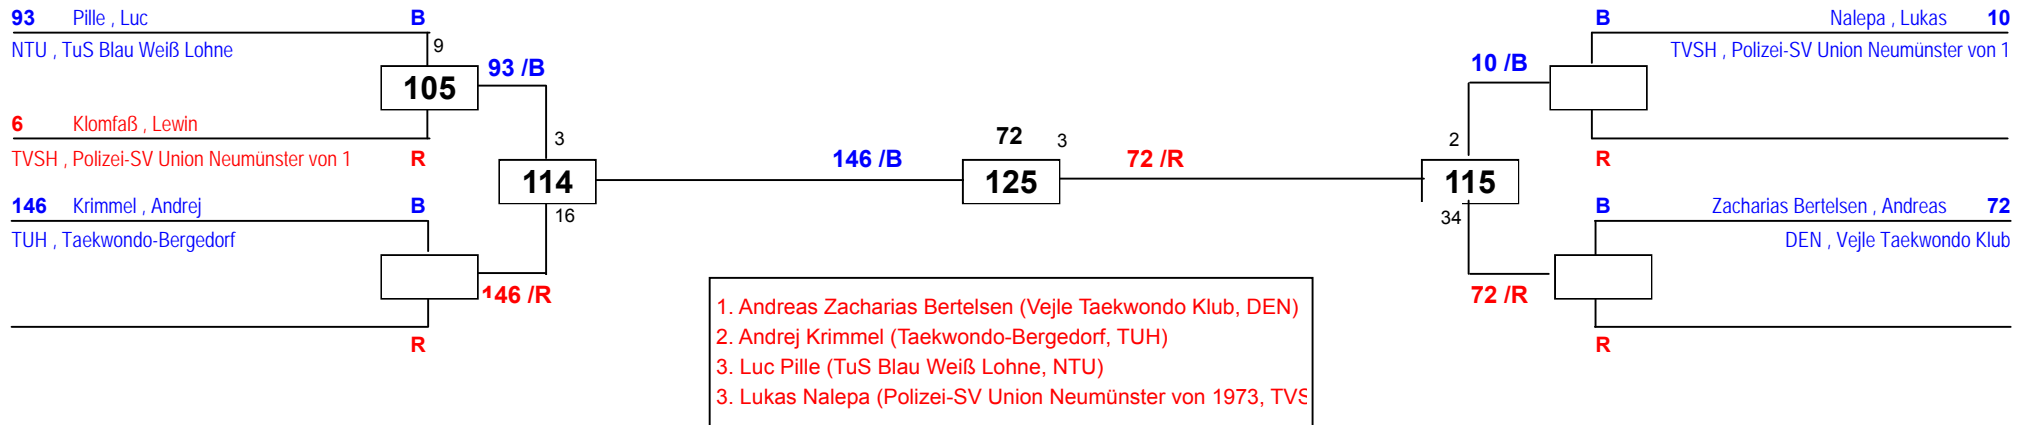 93 Pille , Luc B
NTU , TuS Blau Weiß Lohne 9
105
93 /B
6 Klomfaß , Lewin
TVSH , Polizei-SV Union Neumünster von 1 R
3
114
16
146 Krimmel , Andrej B
TUH , Taekwondo-Bergedorf
146 /R
R
146 /B
72 3
125
72 /R
B Nalepa , Lukas 10
TVSH , Polizei-SV Union Neumünster von 1
10 /B
R
2
115
34
B Zacharias Bertelsen , Andreas 72
DEN , Vejle Taekwondo Klub
72 /R
R
1. Andreas Zacharias Bertelsen (Vejle Taekwondo Klub, DEN)
2. Andrej Krimmel (Taekwondo-Bergedorf, TUH)
3. Luc Pille (TuS Blau Weiß Lohne, NTU)
3. Lukas Nalepa (Polizei-SV Union Neumünster von 1973, TVS